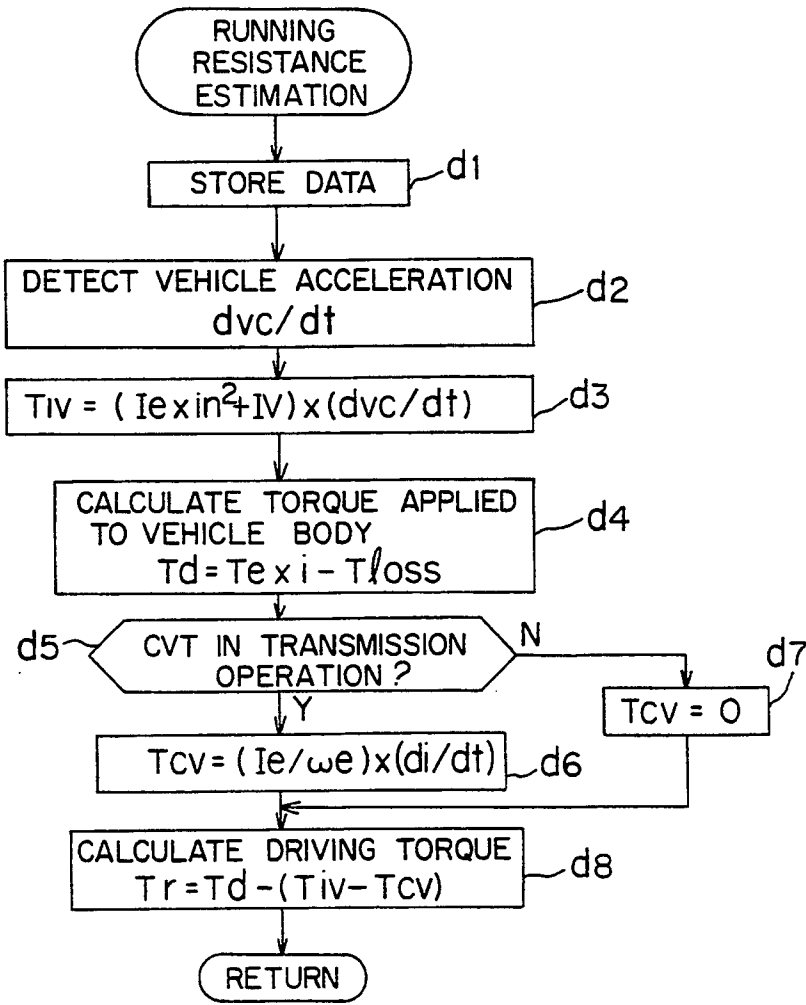 RUNNING
RESISTANCE
ESTIMATION
STORE DATA
d1
DETECT VEHICLE ACCELERATION
dvc/dt
d2
TIV = (Ie x in²+IV) x (dvc/dt)
d3
CALCULATE TORQUE APPLIED
TO VEHICLE BODY
Td = Te x i - Tloss
d4
d5
CVT IN TRANSMISSION
OPERATION ?
N
Y
d7
TCV = 0
TCV = (Ie/ωe) x (di/dt)
d6
CALCULATE DRIVING TORQUE
Tr = Td - (Tiv - TCV)
d8
RETURN